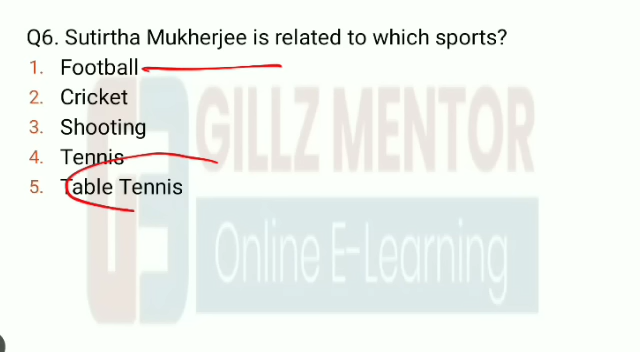 Q6. Sutirtha Mukherjee is related to which sports?
1. Football
2. Cricket
3. Shooting
4. Tennis
5. Table Tennis
GILLZ MENTOR
Online E-Learning